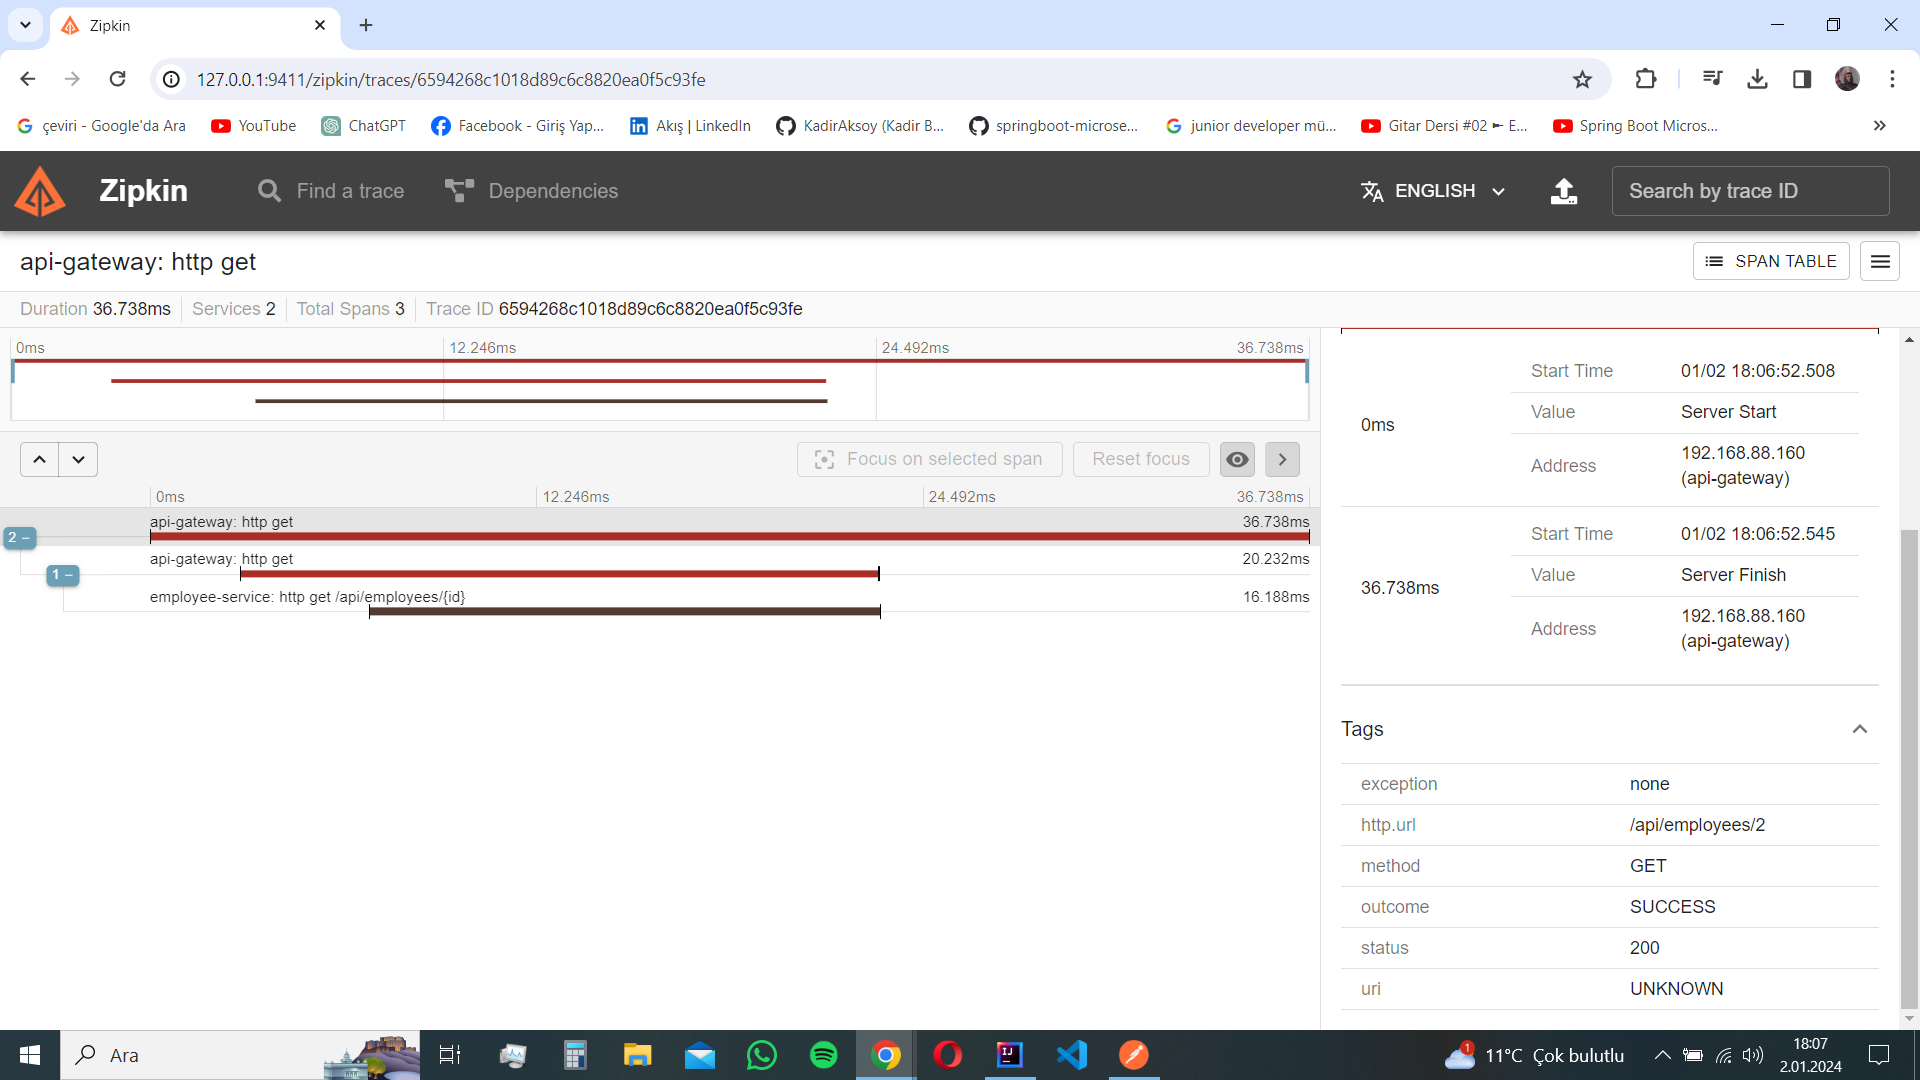 Zipkin
127.0.0.1:9411/zipkin/traces/6594268c1018d89c6c8820ea0f5c93fe
çeviri - Google'da Ara
YouTube
ChatGPT
Facebook - Giriş Yap...
Akış | LinkedIn
KadirAksoy (Kadir B...
springboot-microse...
junior developer mü...
Gitar Dersi #02 ► E...
Spring Boot Micros...
Zipkin
Find a trace
Dependencies
ENGLISH
Search by trace ID
api-gateway: http get
SPAN TABLE
Duration 36.738ms
Services 2
Total Spans 3
Trace ID 6594268c1018d89c6c8820ea0f5c93fe
0ms
12.246ms
24.492ms
36.738ms
Focus on selected span
Reset focus
0ms
12.246ms
24.492ms
36.738ms
api-gateway: http get
36.738ms
2 −
api-gateway: http get
20.232ms
1 −
employee-service: http get /api/employees/{id}
16.188ms
0ms
Start Time 01/02 18:06:52.508
Value Server Start
Address 192.168.88.160
(api-gateway)
36.738ms
Start Time 01/02 18:06:52.545
Value Server Finish
Address 192.168.88.160
(api-gateway)
Tags
exception none
http.url /api/employees/2
method GET
outcome SUCCESS
status 200
uri UNKNOWN
Ara
IJ
1
11°C Çok bulutlu
18:07
2.01.2024